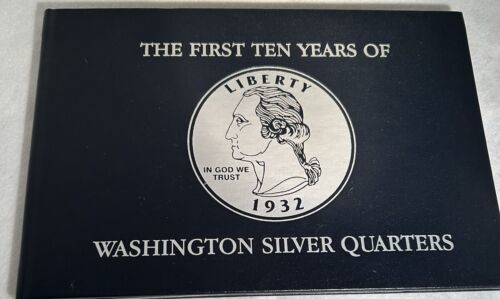 THE FIRST TEN YEARS OF
LIBERTY
IN GOD WE
TRUST
1932
WASHINGTON SILVER QUARTERS